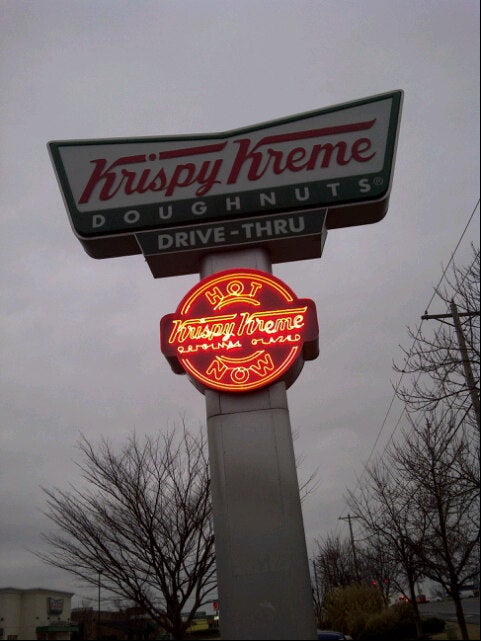 Krispy Kreme
DOUGHNUTS®
DRIVE-THRU
HOT
Krispy Kreme
ORIGINAL GLAZED
NOW